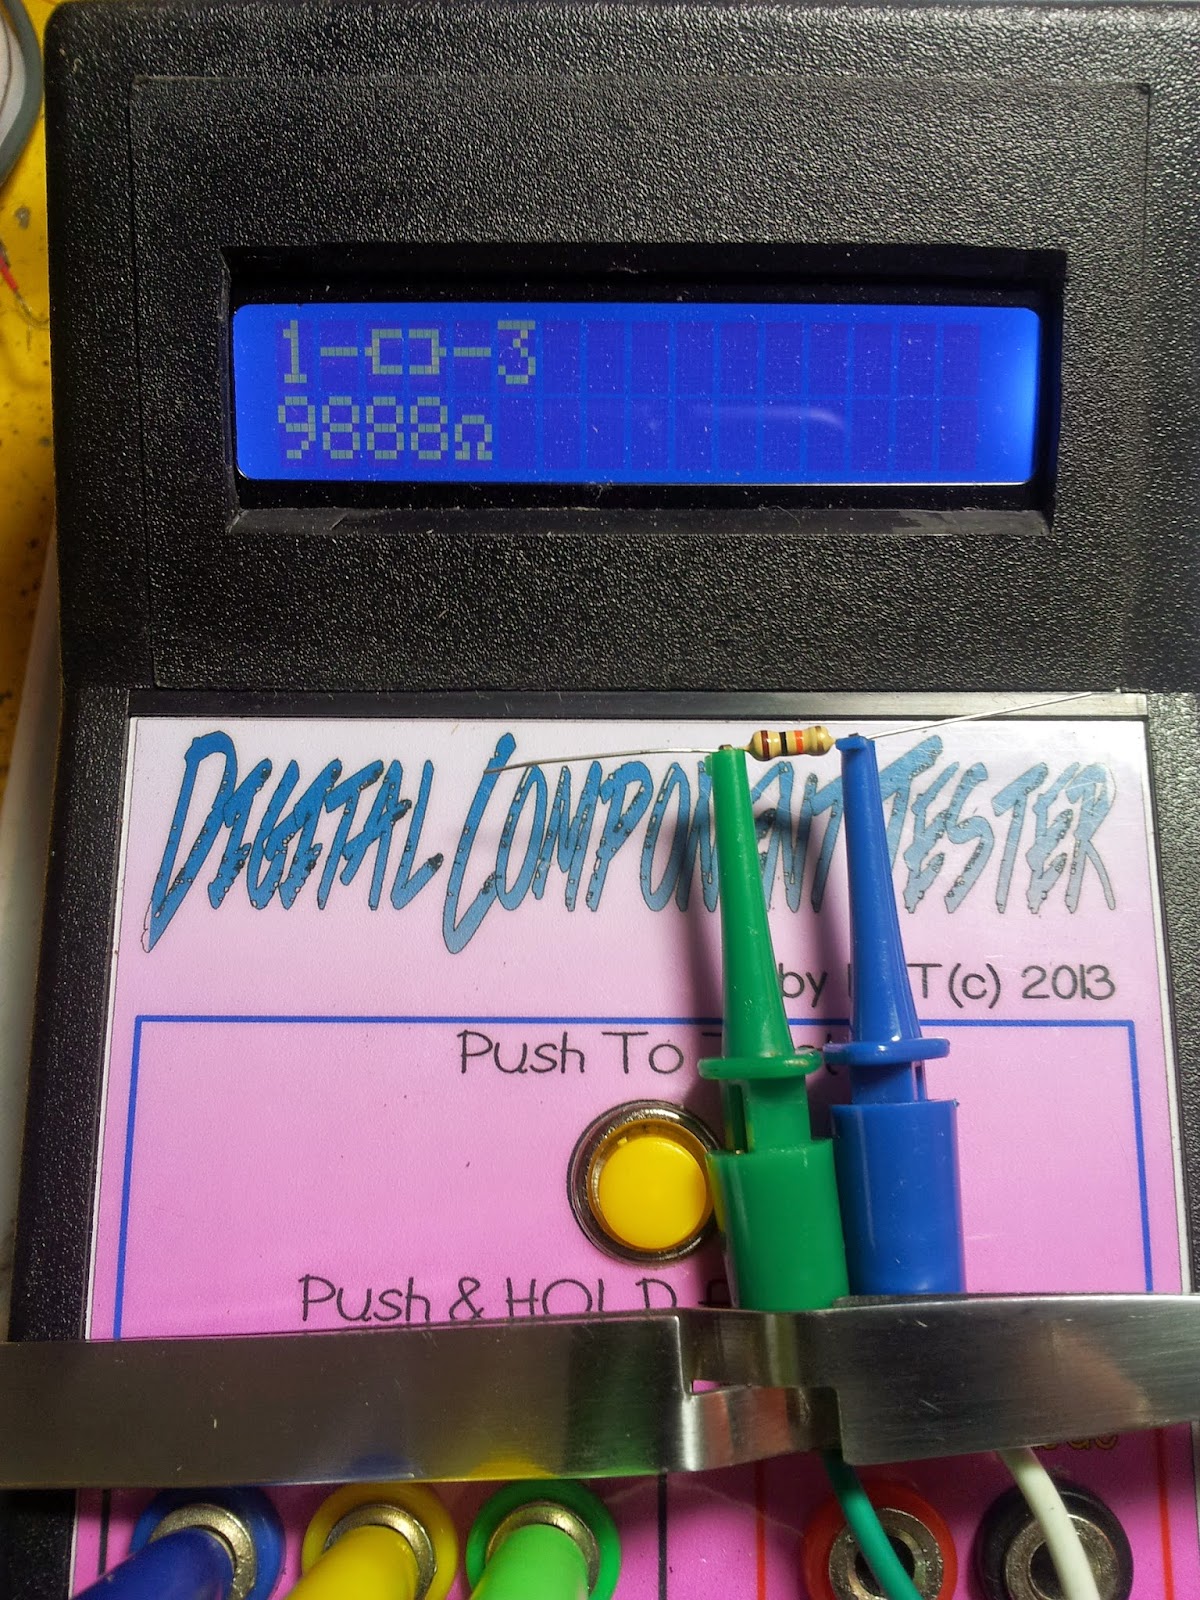 1-▭-3
9888Ω
DIGITAL COMPONENT TESTER
by T(c) 2013
Push To
Push & HOLD